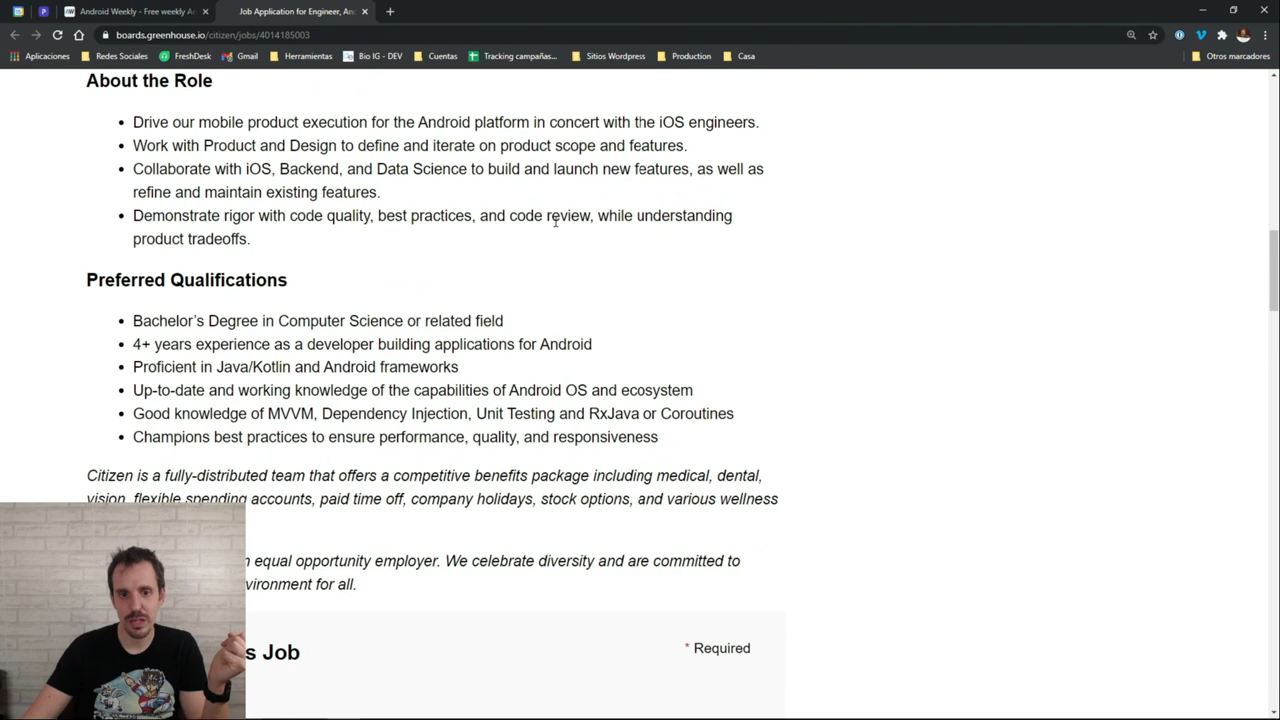 Android Weekly - Free weekly An
Job Application for Engineer, An
boards.greenhouse.io/citizen/jobs/4014185003
Aplicaciones
Redes Sociales
FreshDesk
Gmail
Herramientas
Bio IG - DEV
Cuentas
Tracking campañas...
Sitios Wordpress
Producción
Casa
Otros marcadores
About the Role
• Drive our mobile product execution for the Android platform in concert with the iOS engineers.
• Work with Product and Design to define and iterate on product scope and features.
• Collaborate with iOS, Backend, and Data Science to build and launch new features, as well as
refine and maintain existing features.
• Demonstrate rigor with code quality, best practices, and code review, while understanding
product tradeoffs.
Preferred Qualifications
• Bachelor’s Degree in Computer Science or related field
• 4+ years experience as a developer building applications for Android
• Proficient in Java/Kotlin and Android frameworks
• Up-to-date and working knowledge of the capabilities of Android OS and ecosystem
• Good knowledge of MVVM, Dependency Injection, Unit Testing and RxJava or Coroutines
• Champions best practices to ensure performance, quality, and responsiveness
Citizen is a fully-distributed team that offers a competitive benefits package including medical, dental,
vision, flexible spending accounts, paid time off, company holidays, stock options, and various wellness
equal opportunity employer. We celebrate diversity and are committed to
vironment for all.
s Job
* Required